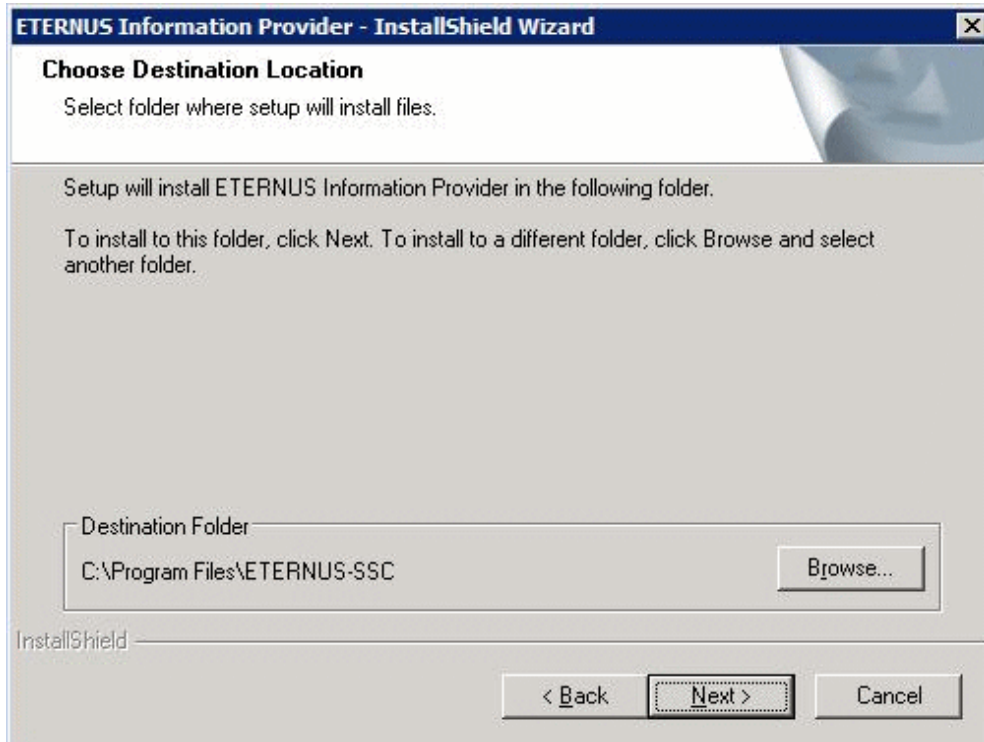 ETERNUS Information Provider - InstallShield Wizard
Choose Destination Location
Select folder where setup will install files.
Setup will install ETERNUS Information Provider in the following folder.
To install to this folder, click Next. To install to a different folder, click Browse and select
another folder.
Destination Folder
C:\Program Files\ETERNUS-SSC
Browse...
InstallShield
< Back
Next >
Cancel